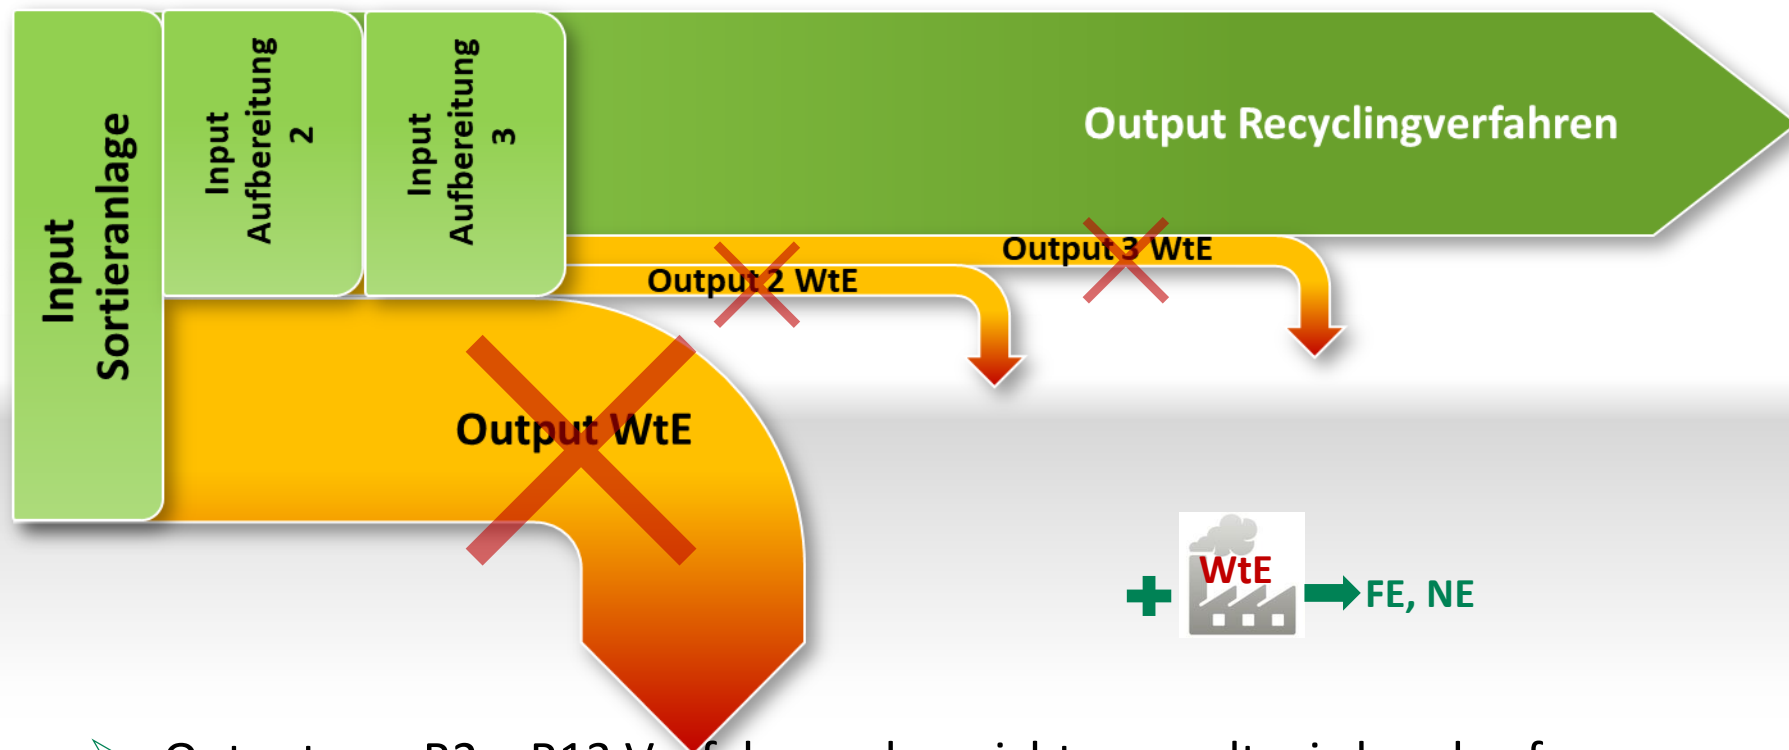 Input
Sortieranlage
Input
Aufbereitung
2
Input
Aufbereitung
3
Output Recyclingverfahren
Output 3 WtE
Output 2 WtE
Output WtE
WtE
FE, NE